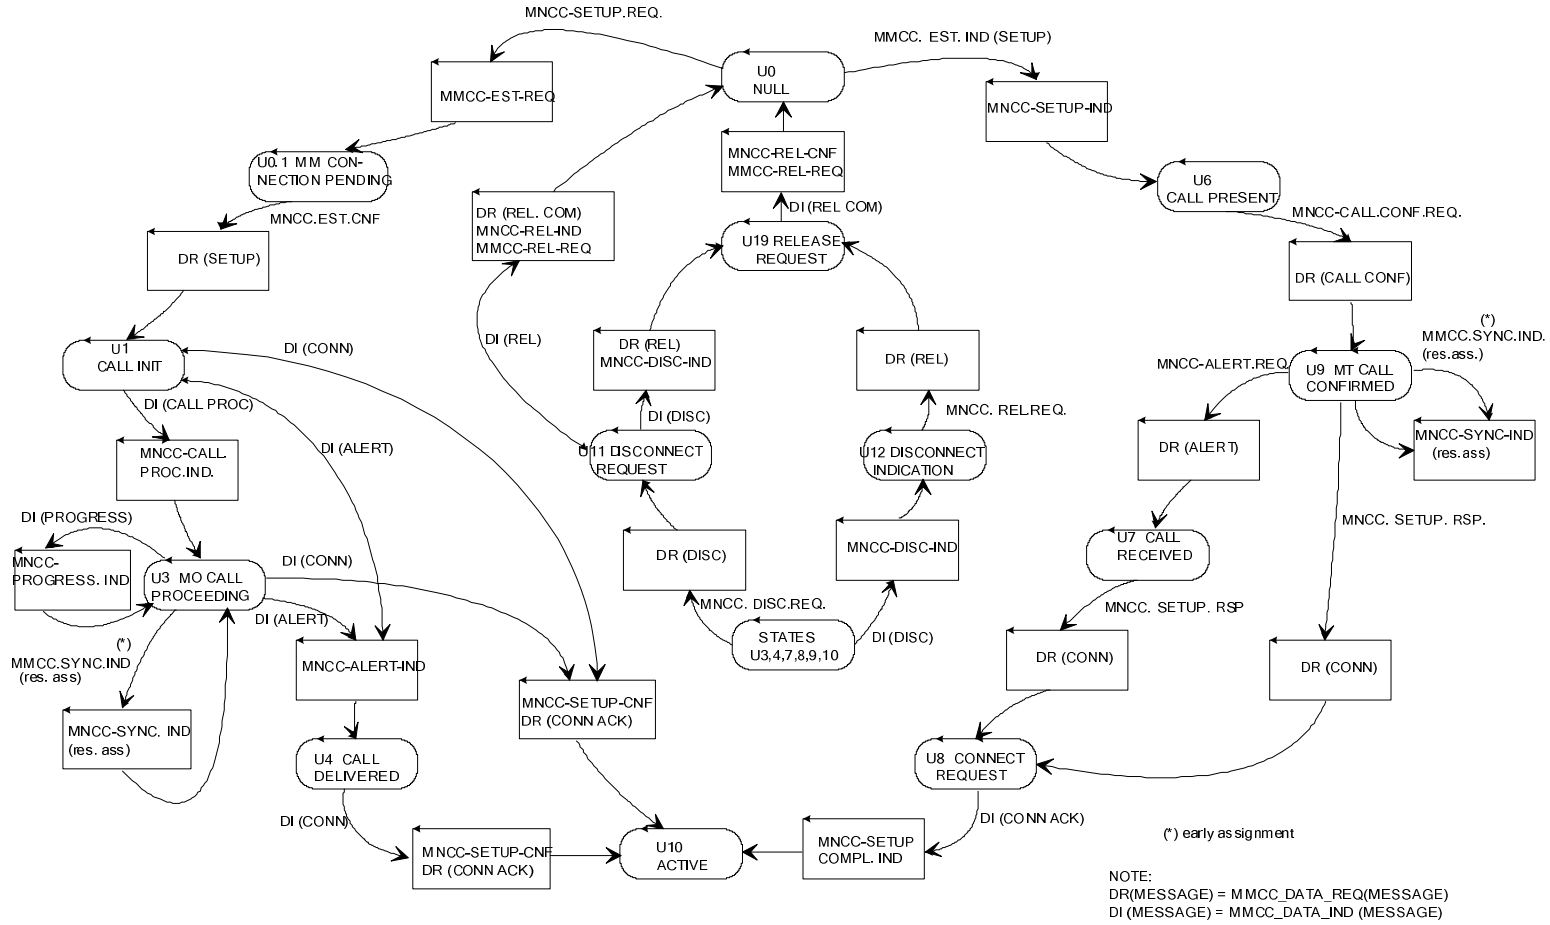 MNCC-SETUP.REQ.
MMCC. EST. IND (SETUP)
U0
NULL
MMCC-EST-REQ
MNCC-SETUP-IND
U0.1 MM CON-
NECTION PENDING
MNCC-REL-CNF
MMCC-REL-REQ
U6
CALL PRESENT
MNCC.EST.CNF
DR (REL. COM)
MNCC-REL-IND
MMCC-REL-REQ
DI (REL COM)
MNCC-CALL.CONF.REQ.
DR (SETUP)
U19 RELEASE
REQUEST
DR (CALL CONF)
U1
CALL INIT
DI (CONN)
DI (REL)
DR (REL)
MNCC-DISC-IND
DR (REL)
(*)
MMCC.SYNC.IND.
(res.ass.)
MNCC-ALERT.REQ
U9 MT CALL
CONFIRMED
DI (CALL PROC)
DI (DISC)
MNCC. REL.REQ.
MNCC-CALL.
PROC.IND.
DI (ALERT)
U11 DISCONNECT
REQUEST
U12 DISCONNECT
INDICATION
DR (ALERT)
MNCC-SYNC-IND
(res.ass)
DI (PROGRESS)
MNCC-
PROGRESS. IND
U3 MO CALL
PROCEEDING
DI (CONN)
DR (DISC)
MNCC-DISC-IND
U7 CALL
RECEIVED
MNCC. SETUP. RSP.
DI (ALERT)
MNCC. DISC.REQ.
MNCC. SETUP. RSP
(*)
MMCC.SYNC.IND
(res. ass)
MNCC-ALERT-IND
STATES
U3,4,7,8,9,10
DI (DISC)
DR (CONN)
DR (CONN)
MNCC-SYNC. IND
(res. ass)
MNCC-SETUP-CNF
DR (CONN ACK)
U4 CALL
DELIVERED
U8 CONNECT
REQUEST
DI (CONN)
DI (CONN ACK)
MNCC-SETUP-CNF
DR (CONN ACK)
U10
ACTIVE
MNCC-SETUP
COMPL. IND
(*) early assignment
NOTE:
DR(MESSAGE) = MMCC_DATA_REQ(MESSAGE)
DI (MESSAGE) = MMCC_DATA_IND (MESSAGE)